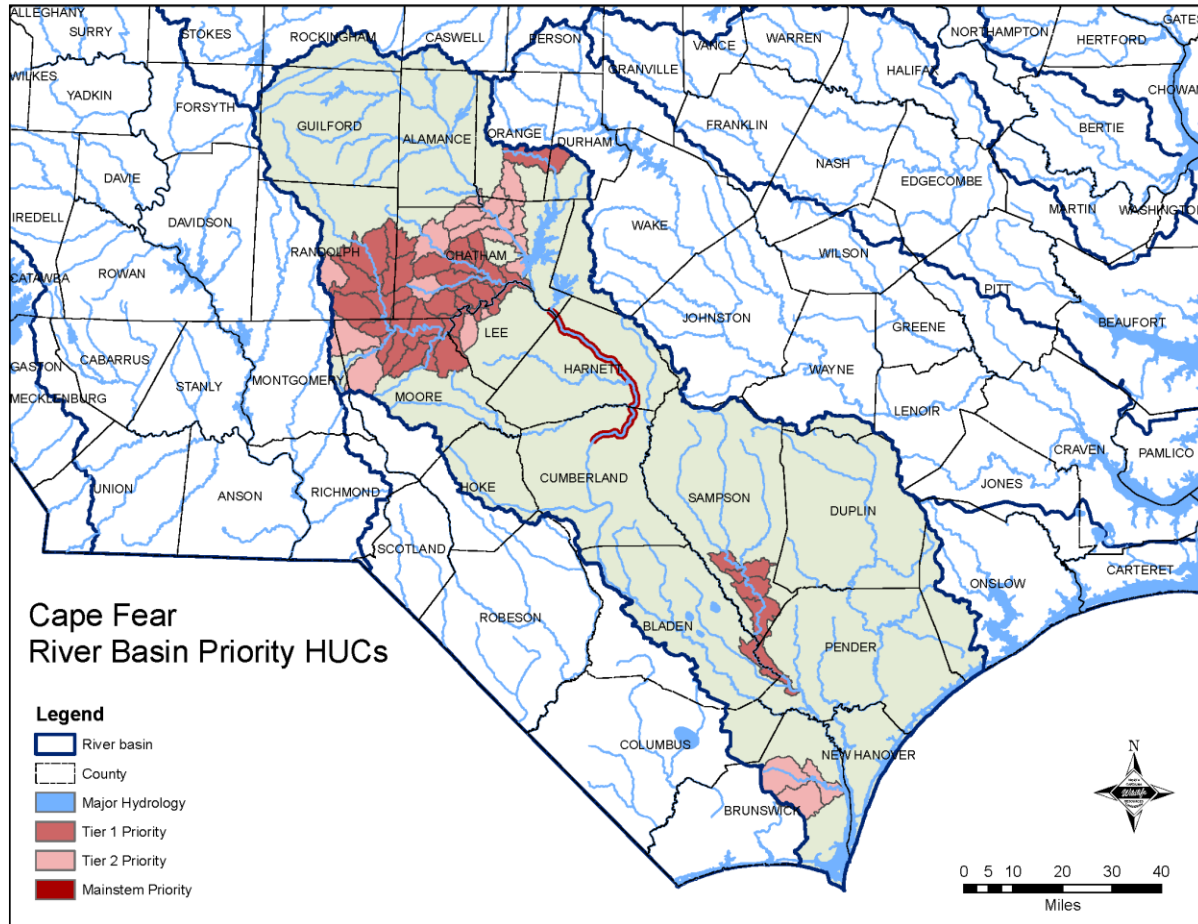 ALLEGHANY
SURRY
STOKES
ROCKINGHAM
CASWELL
PERSON
VANCE
WARREN
NORTHAMPTON
GATES
HERTFORD
WILKES
YADKIN
FORSYTH
GRANVILLE
HALIFAX
CHOWAN
GUILFORD
ALAMANCE
ORANGE
DURHAM
FRANKLIN
BERTIE
NASH
DAVIE
EDGECOMBE
IREDELL
DAVIDSON
MARTIN
WASHINGTON
WAKE
RANDOLPH
CHATHAM
WILSON
CATAWBA
ROWAN
PITT
JOHNSTON
BEAUFORT
LEE
GREENE
CABARRUS
GASTON
HARNETT
WAYNE
STANLY
MONTGOMERY
MECKLENBURG
MOORE
LENOIR
CRAVEN
PAMLICO
CUMBERLAND
JONES
UNION
ANSON
RICHMOND
HOKE
SAMPSON
DUPLIN
SCOTLAND
CARTERET
ONSLOW
ROBESON
BLADEN
PENDER
Cape Fear
River Basin Priority HUCs
COLUMBUS
NEW HANOVER
BRUNSWICK
Legend
River basin
County
Major Hydrology
Tier 1 Priority
Tier 2 Priority
Mainstem Priority
N
Wildlife
0 5 10 20 30 40
Miles